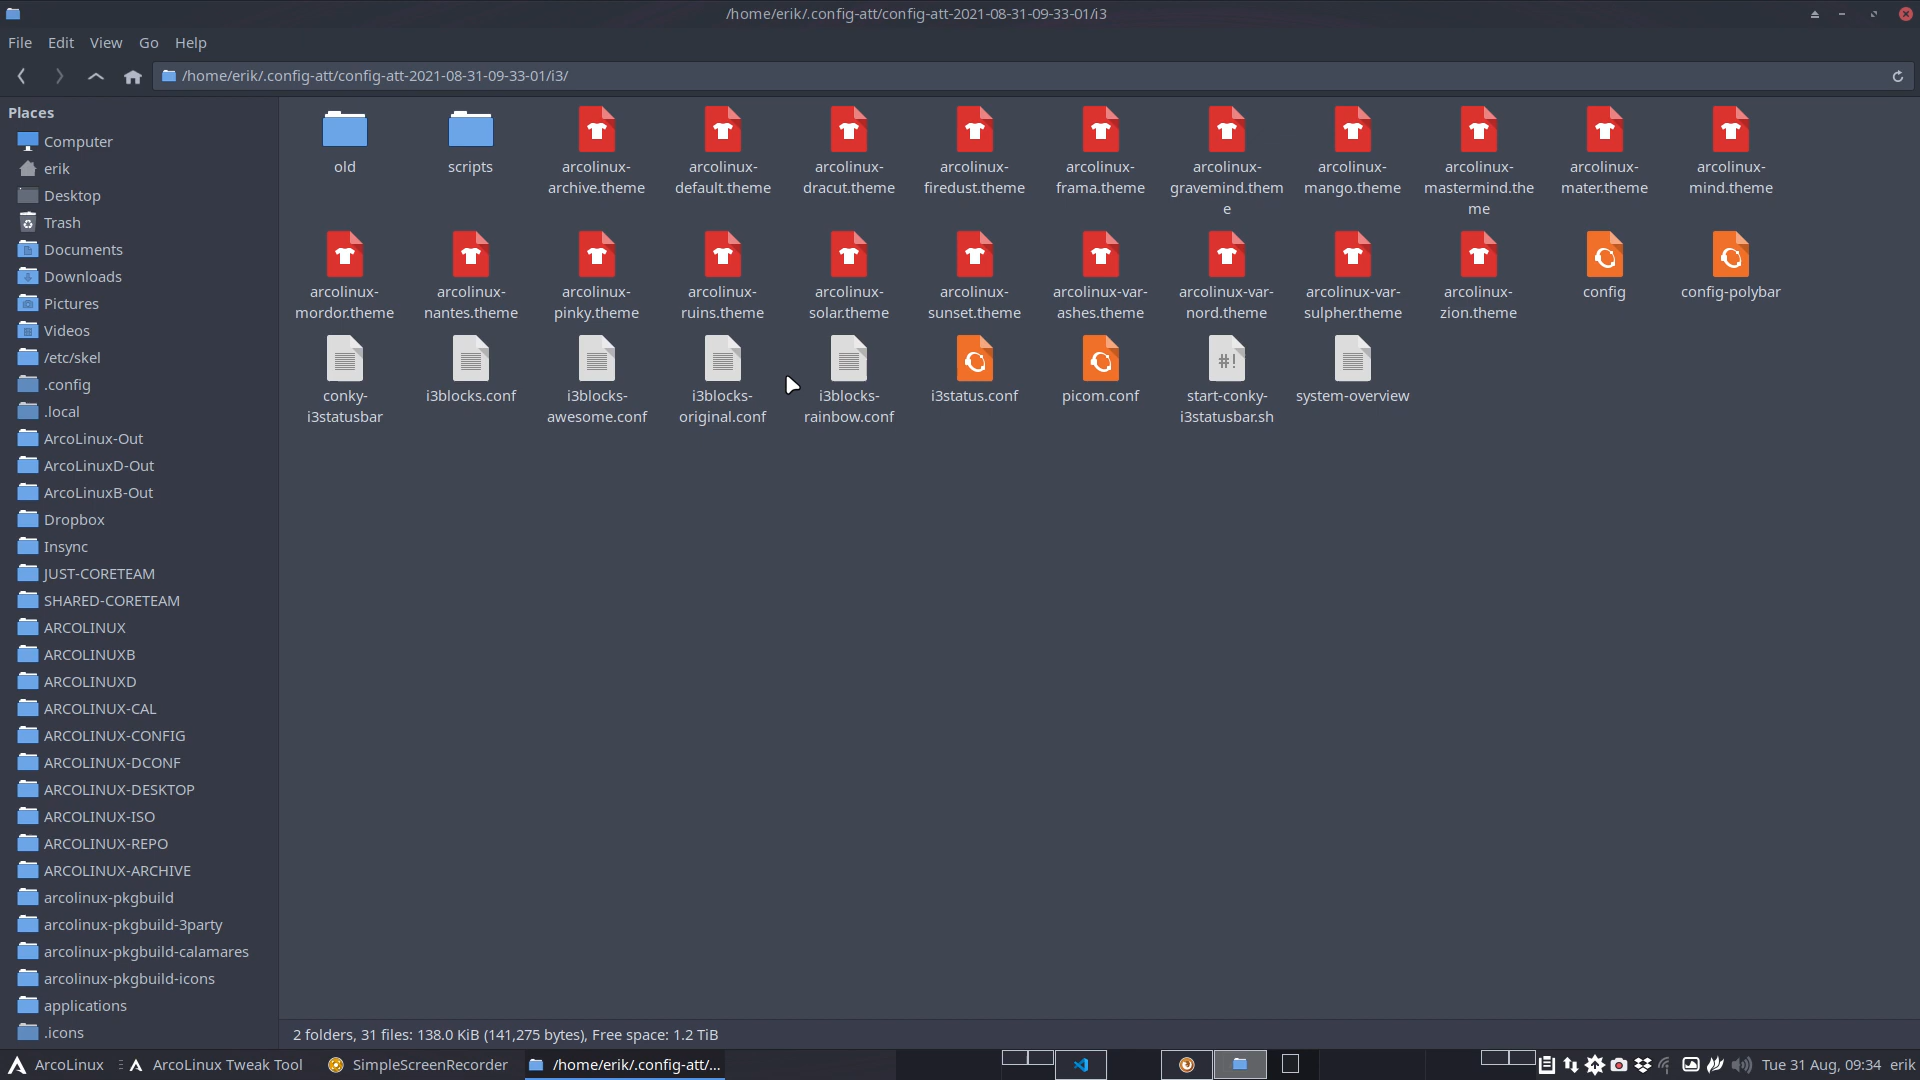 /home/erik/.config-att/config-att-2021-08-31-09-33-01/i3
File Edit View Go Help
/home/erik/.config-att/config-att-2021-08-31-09-33-01/i3/
Places
Computer
erik
Desktop
Trash
Documents
Downloads
Pictures
Videos
/etc/skel
.config
.local
ArcoLinux-Out
ArcoLinuxD-Out
ArcoLinuxB-Out
Dropbox
Insync
JUST-CORETEAM
SHARED-CORETEAM
ARCOLINUX
ARCOLINUXB
ARCOLINUXD
ARCOLINUX-CAL
ARCOLINUX-CONFIG
ARCOLINUX-DCONF
ARCOLINUX-DESKTOP
ARCOLINUX-ISO
ARCOLINUX-REPO
ARCOLINUX-ARCHIVE
arcolinux-pkgbuild
arcolinux-pkgbuild-3party
arcolinux-pkgbuild-calamares
arcolinux-pkgbuild-icons
applications
.icons
old
scripts
arcolinux-
archive.theme
arcolinux-
default.theme
arcolinux-
dracut.theme
arcolinux-
firedust.theme
arcolinux-
frama.theme
arcolinux-
gravemind.them
e
arcolinux-
mango.theme
arcolinux-
mastermind.the
me
arcolinux-
mater.theme
arcolinux-
mind.theme
arcolinux-
mordor.theme
arcolinux-
nantes.theme
arcolinux-
pinky.theme
arcolinux-
ruins.theme
arcolinux-
solar.theme
arcolinux-
sunset.theme
arcolinux-var-
ashes.theme
arcolinux-var-
nord.theme
arcolinux-var-
sulpher.theme
arcolinux-
zion.theme
config
config-polybar
conky-
i3statusbar
i3blocks.conf
i3blocks-
awesome.conf
i3blocks-
original.conf
i3blocks-
rainbow.conf
i3status.conf
picom.conf
#!
start-conky-
i3statusbar.sh
system-overview
2 folders, 31 files: 138.0 KiB (141,275 bytes), Free space: 1.2 TiB
ArcoLinux ArcoLinux Tweak Tool SimpleScreenRecorder /home/erik/.config-att/... Tue 31 Aug, 09:34 erik